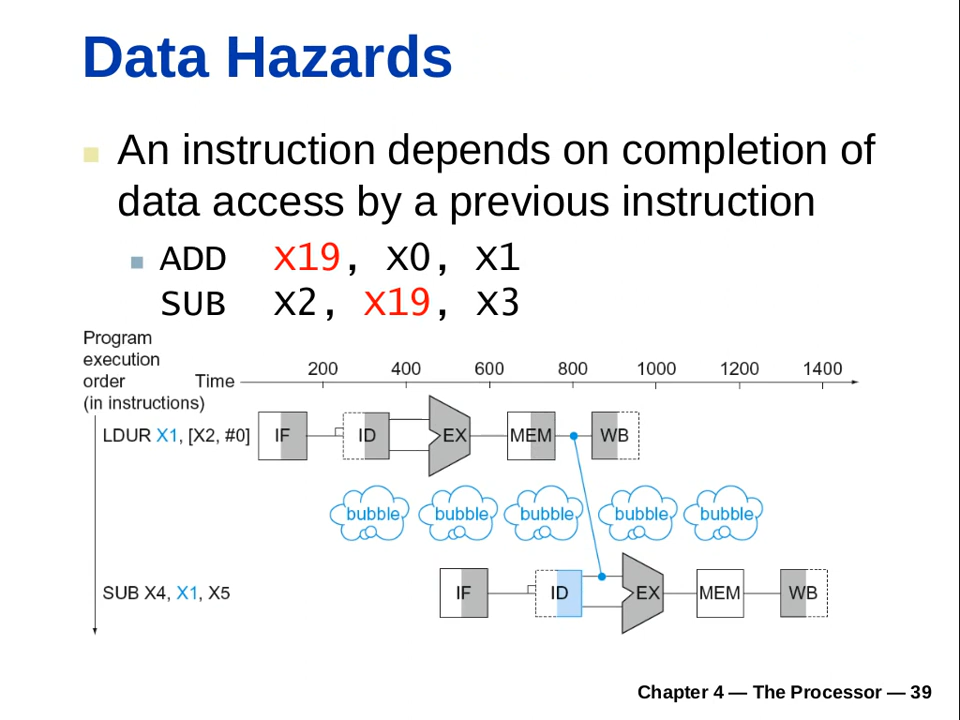 Data Hazards
An instruction depends on completion of
data access by a previous instruction
ADD X19, X0, X1
SUB X2, X19, X3
Program
execution
order
(in instructions)
Time
200 400 600 800 1000 1200 1400
LDUR X1, [X2, #0]
IF ID EX MEM WB
bubble bubble bubble bubble bubble
SUB X4, X1, X5
IF ID EX MEM WB
Chapter 4 — The Processor — 39